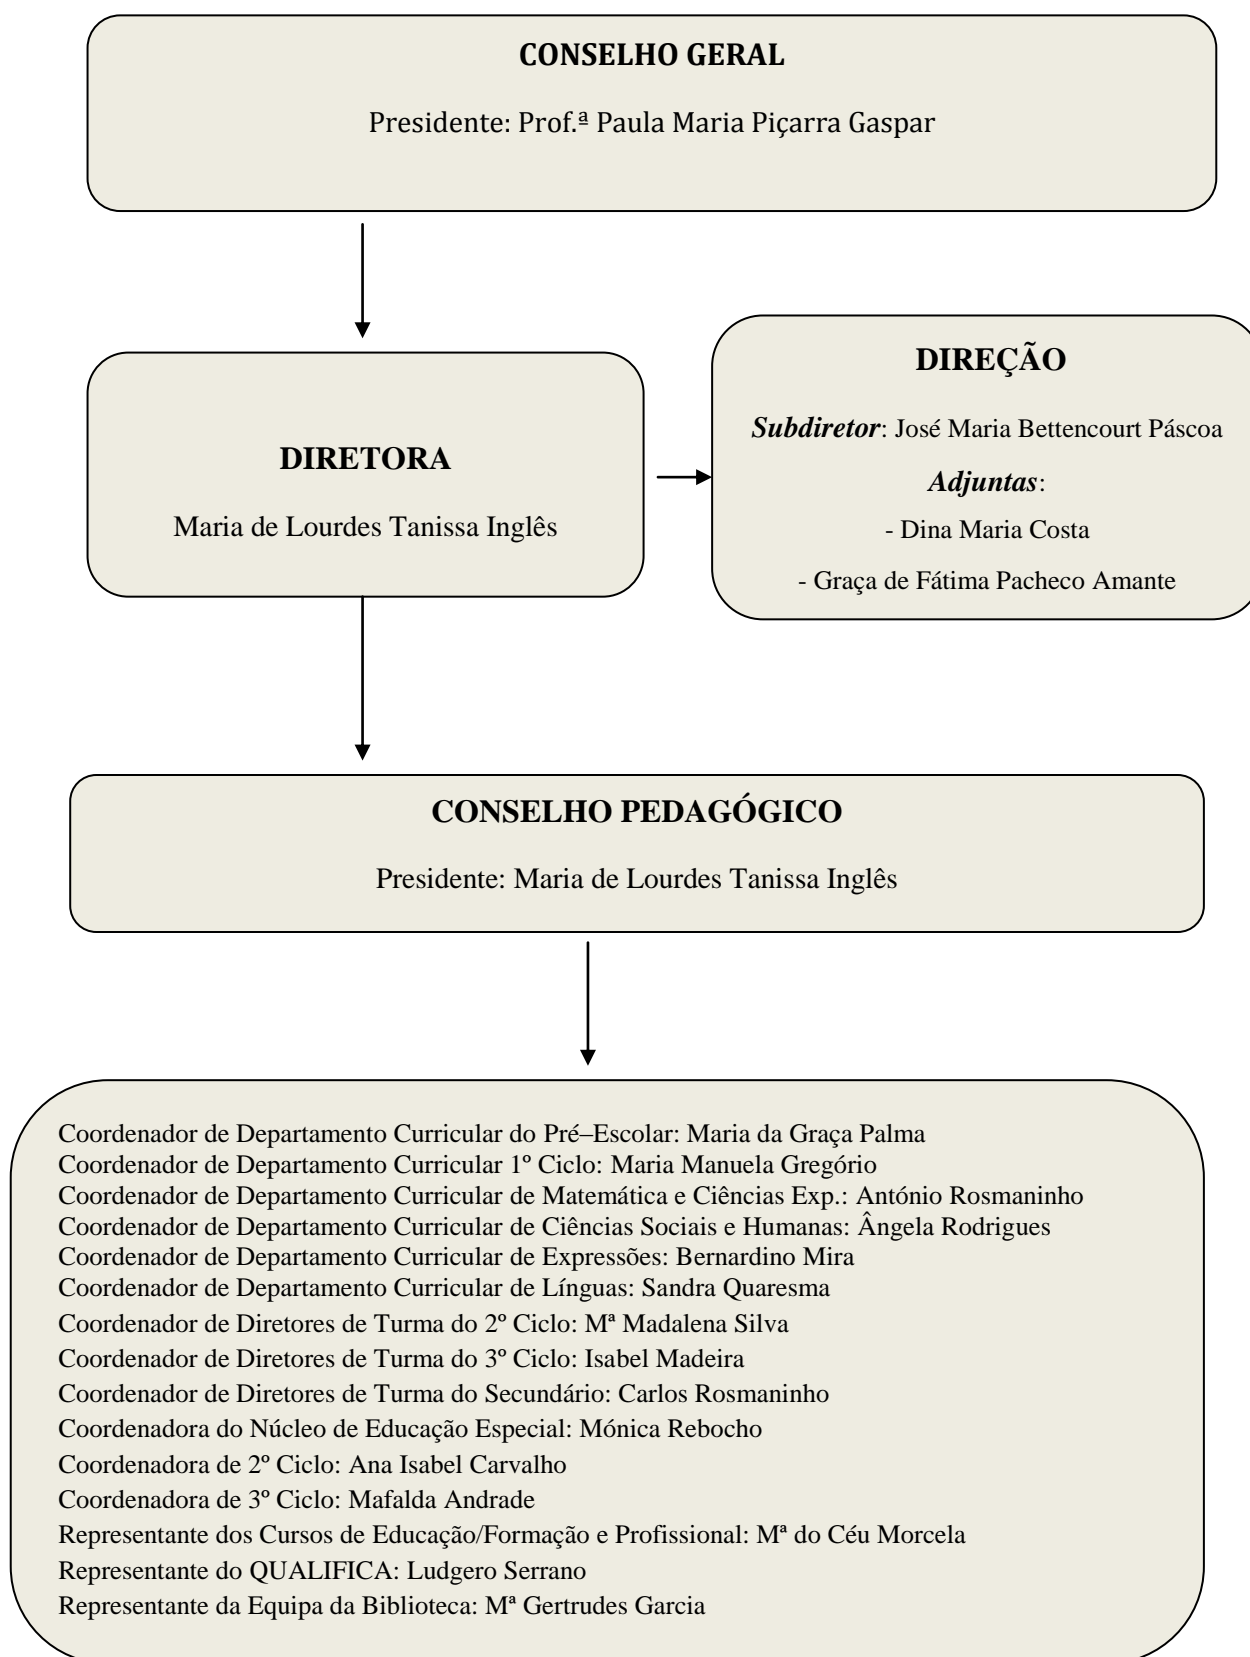 CONSELHO GERAL
Presidente: Prof.ª Paula Maria Piçarra Gaspar
DIRETORA
Maria de Lourdes Tanissa Inglês
DIREÇÃO
Subdiretor: José Maria Bettencourt Páscoa
Adjuntas:
- Dina Maria Costa
- Graça de Fátima Pacheco Amante
CONSELHO PEDAGÓGICO
Presidente: Maria de Lourdes Tanissa Inglês
Coordenador de Departamento Curricular do Pré–Escolar: Maria da Graça Palma
Coordenador de Departamento Curricular 1º Ciclo: Maria Manuela Gregório
Coordenador de Departamento Curricular de Matemática e Ciências Exp.: António Rosmaninho
Coordenador de Departamento Curricular de Ciências Sociais e Humanas: Ângela Rodrigues
Coordenador de Departamento Curricular de Expressões: Bernardino Mira
Coordenador de Departamento Curricular de Línguas: Sandra Quaresma
Coordenador de Diretores de Turma do 2º Ciclo: Mª Madalena Silva
Coordenador de Diretores de Turma do 3º Ciclo: Isabel Madeira
Coordenador de Diretores de Turma do Secundário: Carlos Rosmaninho
Coordenadora do Núcleo de Educação Especial: Mónica Rebocho
Coordenadora de 2º Ciclo: Ana Isabel Carvalho
Coordenadora de 3º Ciclo: Mafalda Andrade
Representante dos Cursos de Educação/Formação e Profissional: Mª do Céu Morcela
Representante do QUALIFICA: Ludgero Serrano
Representante da Equipa da Biblioteca: Mª Gertrudes Garcia